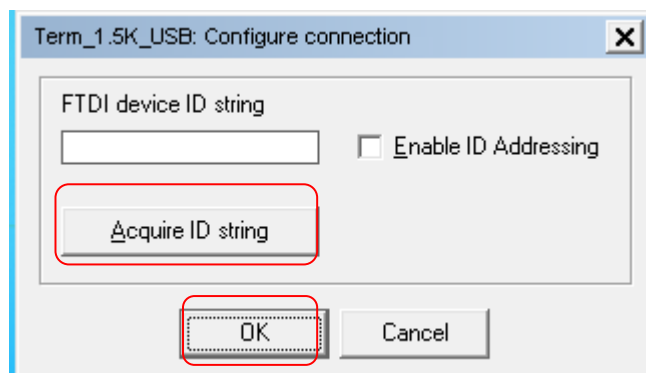 Term_1.5K_USB: Configure connection
FTDI device ID string
Enable ID Addressing
Acquire ID string
OK
Cancel